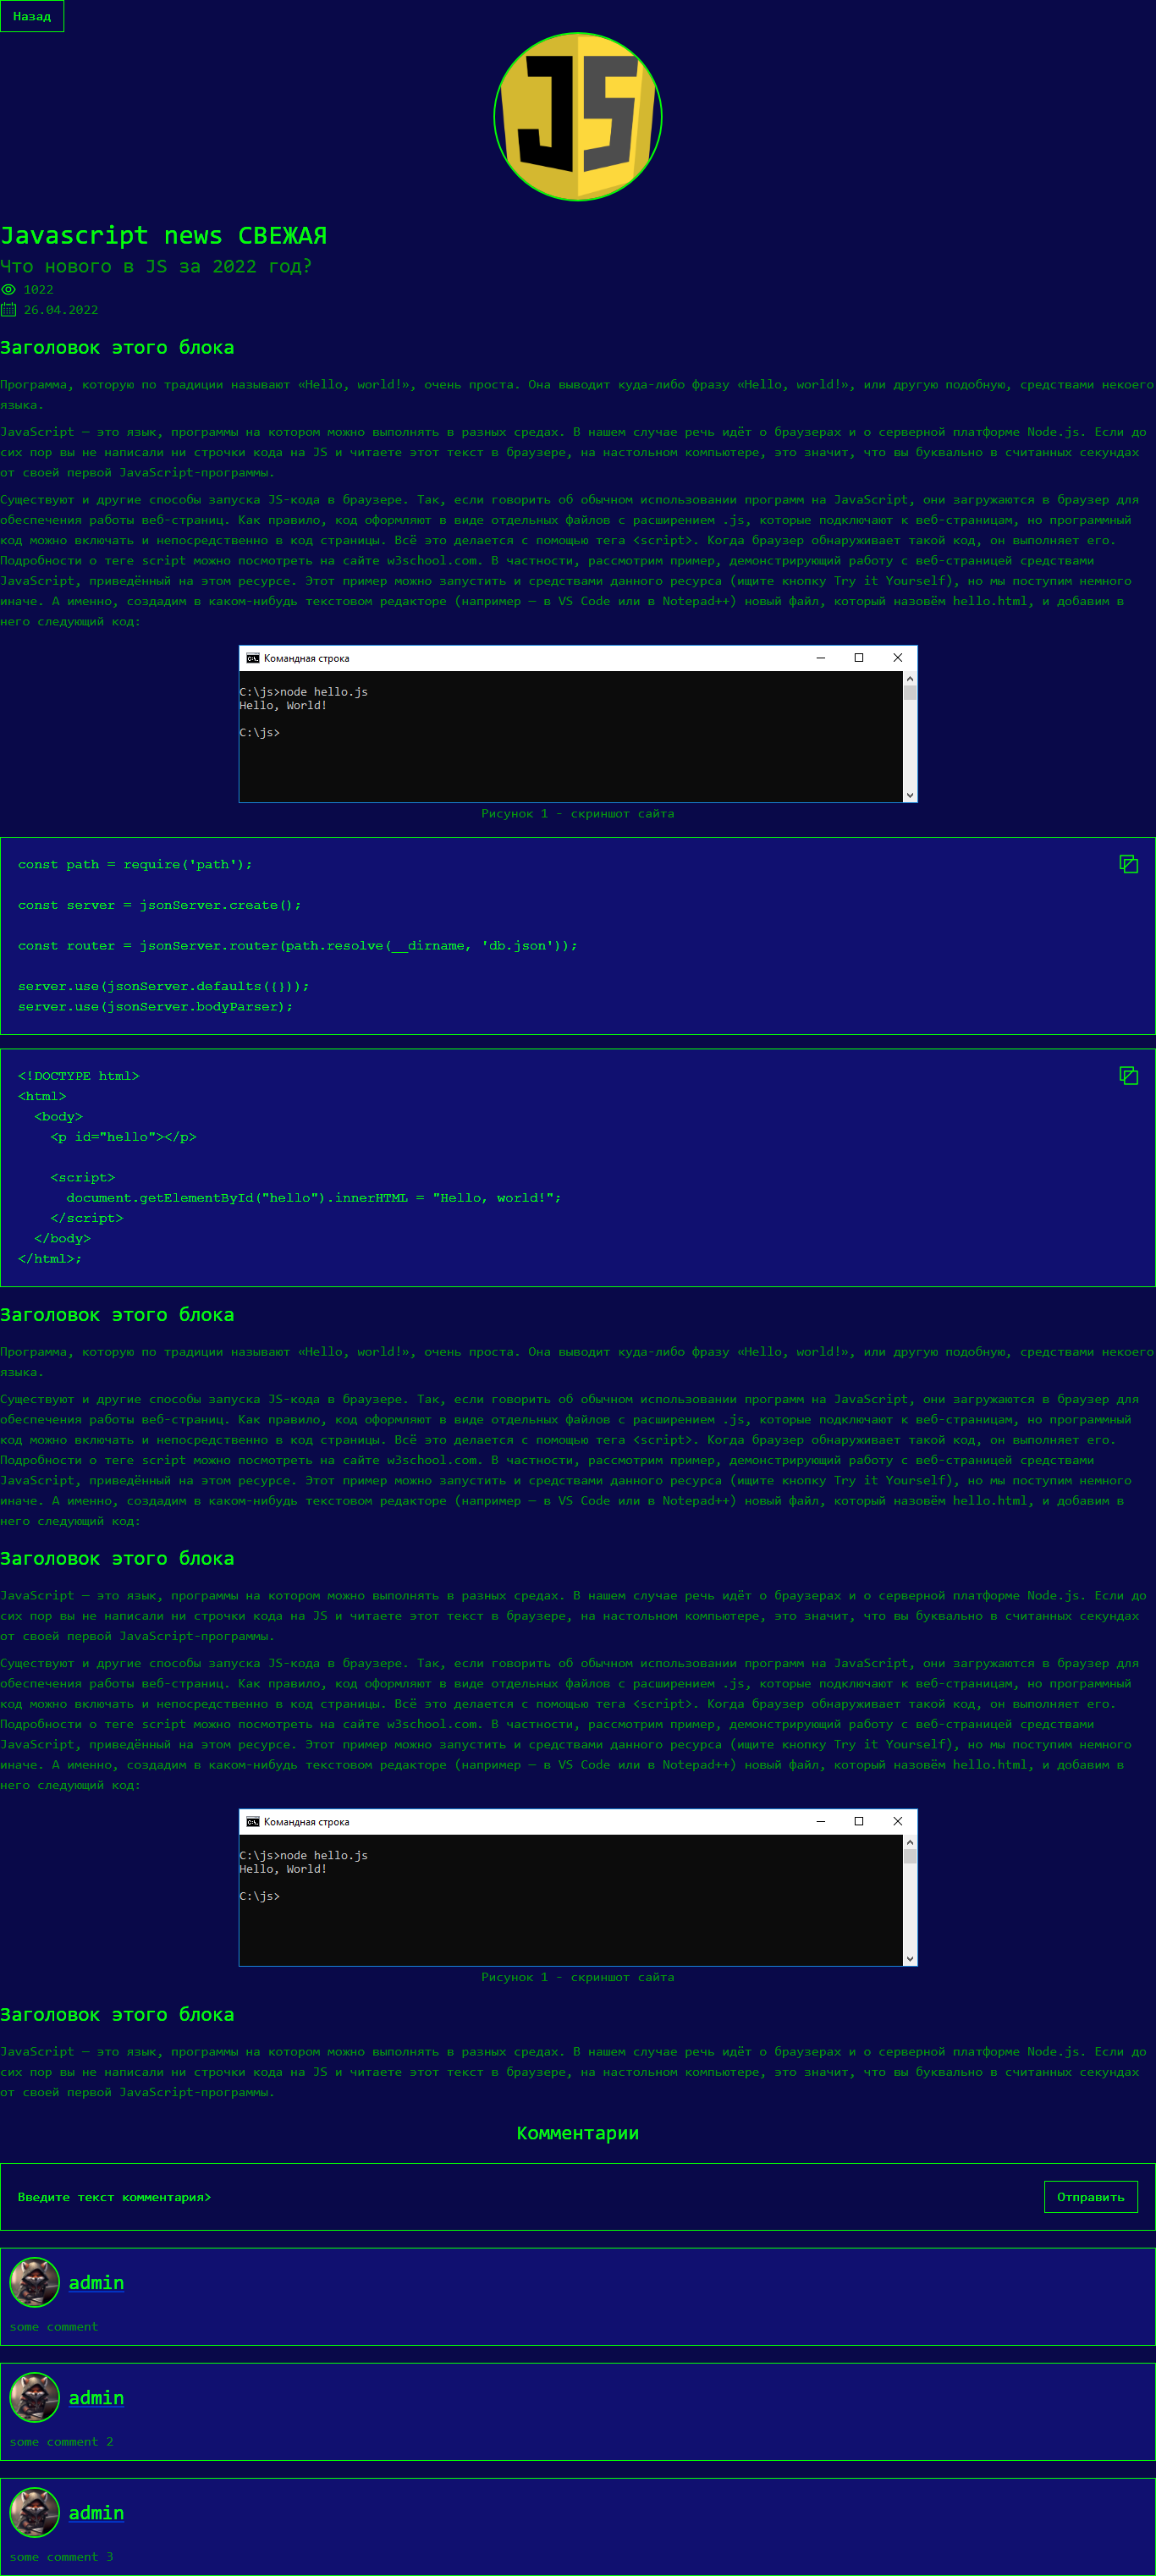 Назад
JS
Javascript news СВЕЖАЯ
Что нового в JS за 2022 год?
1022
26.04.2022
Заголовок этого блока
Программа, которую по традиции называют «Hello, world!», очень проста. Она выводит куда-либо фразу «Hello, world!», или другую подобную, средствами некоего
языка.
JavaScript — это язык, программы на котором можно выполнять в разных средах. В нашем случае речь идёт о браузерах и о серверной платформе Node.js. Если до
сих пор вы не написали ни строчки кода на JS и читаете этот текст в браузере, на настольном компьютере, это значит, что вы буквально в считанных секундах
от своей первой JavaScript-программы.
Существуют и другие способы запуска JS-кода в браузере. Так, если говорить об обычном использовании программ на JavaScript, они загружаются в браузер для
обеспечения работы веб-страниц. Как правило, код оформляют в виде отдельных файлов с расширением .js, которые подключают к веб-страницам, но программный
код можно включать и непосредственно в код страницы. Всё это делается с помощью тега <script>. Когда браузер обнаруживает такой код, он выполняет его.
Подробности о теге script можно посмотреть на сайте w3school.com. В частности, рассмотрим пример, демонстрирующий работу с веб-страницей средствами
JavaScript, приведённый на этом ресурсе. Этот пример можно запустить и средствами данного ресурса (ищите кнопку Try it Yourself), но мы поступим немного
иначе. А именно, создадим в каком-нибудь текстовом редакторе (например — в VS Code или в Notepad++) новый файл, который назовём hello.html, и добавим в
него следующий код:
Командная строка
C:\js>node hello.js
Hello, World!
C:\js>
Рисунок 1 - скриншот сайта
const path = require('path');
const server = jsonServer.create();
const router = jsonServer.router(path.resolve(__dirname, 'db.json'));
server.use(jsonServer.defaults({}));
server.use(jsonServer.bodyParser);
<!DOCTYPE html>
<html>
  <body>
    <p id="hello"></p>
    <script>
      document.getElementById("hello").innerHTML = "Hello, world!";
    </script>
  </body>
</html>;
Заголовок этого блока
Программа, которую по традиции называют «Hello, world!», очень проста. Она выводит куда-либо фразу «Hello, world!», или другую подобную, средствами некоего
языка.
Существуют и другие способы запуска JS-кода в браузере. Так, если говорить об обычном использовании программ на JavaScript, они загружаются в браузер для
обеспечения работы веб-страниц. Как правило, код оформляют в виде отдельных файлов с расширением .js, которые подключают к веб-страницам, но программный
код можно включать и непосредственно в код страницы. Всё это делается с помощью тега <script>. Когда браузер обнаруживает такой код, он выполняет его.
Подробности о теге script можно посмотреть на сайте w3school.com. В частности, рассмотрим пример, демонстрирующий работу с веб-страницей средствами
JavaScript, приведённый на этом ресурсе. Этот пример можно запустить и средствами данного ресурса (ищите кнопку Try it Yourself), но мы поступим немного
иначе. А именно, создадим в каком-нибудь текстовом редакторе (например — в VS Code или в Notepad++) новый файл, который назовём hello.html, и добавим в
него следующий код:
Заголовок этого блока
JavaScript — это язык, программы на котором можно выполнять в разных средах. В нашем случае речь идёт о браузерах и о серверной платформе Node.js. Если до
сих пор вы не написали ни строчки кода на JS и читаете этот текст в браузере, на настольном компьютере, это значит, что вы буквально в считанных секундах
от своей первой JavaScript-программы.
Существуют и другие способы запуска JS-кода в браузере. Так, если говорить об обычном использовании программ на JavaScript, они загружаются в браузер для
обеспечения работы веб-страниц. Как правило, код оформляют в виде отдельных файлов с расширением .js, которые подключают к веб-страницам, но программный
код можно включать и непосредственно в код страницы. Всё это делается с помощью тега <script>. Когда браузер обнаруживает такой код, он выполняет его.
Подробности о теге script можно посмотреть на сайте w3school.com. В частности, рассмотрим пример, демонстрирующий работу с веб-страницей средствами
JavaScript, приведённый на этом ресурсе. Этот пример можно запустить и средствами данного ресурса (ищите кнопку Try it Yourself), но мы поступим немного
иначе. А именно, создадим в каком-нибудь текстовом редакторе (например — в VS Code или в Notepad++) новый файл, который назовём hello.html, и добавим в
него следующий код:
Командная строка
C:\js>node hello.js
Hello, World!
C:\js>
Рисунок 1 - скриншот сайта
Заголовок этого блока
JavaScript — это язык, программы на котором можно выполнять в разных средах. В нашем случае речь идёт о браузерах и о серверной платформе Node.js. Если до
сих пор вы не написали ни строчки кода на JS и читаете этот текст в браузере, на настольном компьютере, это значит, что вы буквально в считанных секундах
от своей первой JavaScript-программы.
Комментарии
Введите текст комментария>
Отправить
admin
some comment
admin
some comment 2
admin
some comment 3